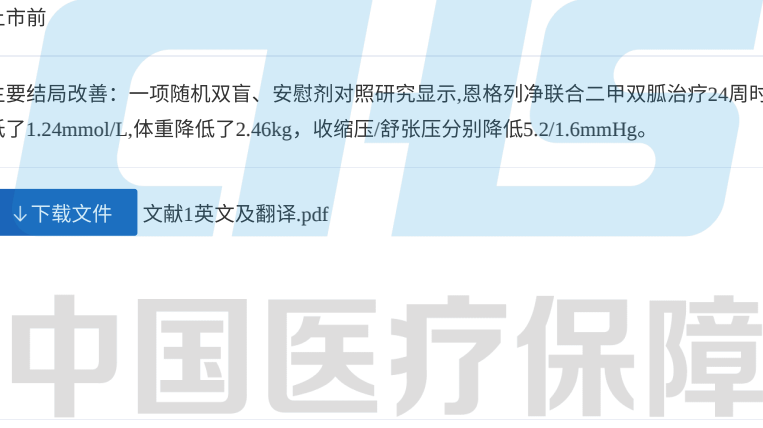 上市前
主要结局改善：一项随机双盲、安慰剂对照研究显示,恩格列净联合二甲双胍治疗24周时
低了1.24mmol/L,体重降低了2.46kg，收缩压/舒张压分别降低5.2/1.6mmHg。
↓下载文件 文献1英文及翻译.pdf
中国医疗保障